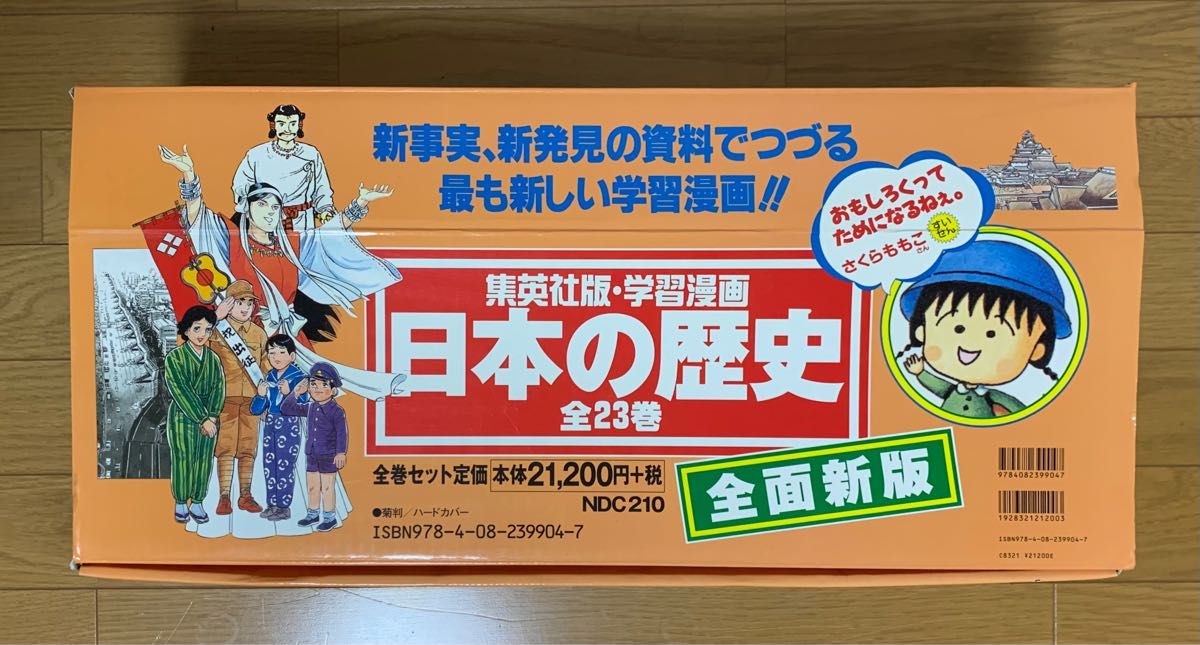 新事実、新発見の資料でつづる
最も新しい学習漫画!!
おもしろくって
ためになるねぇ。
さくらももこさん
すい
せん
集英社版・学習漫画
日本の歴史
全23巻
全巻セット定価 本体21,200円+税
NDC210
●菊判/ハードカバー
ISBN978-4-08-239904-7
全面新版
9784082399047
1928321212003
ISBN978-4-08-239904-7
C8321 ¥21200E
祝出征